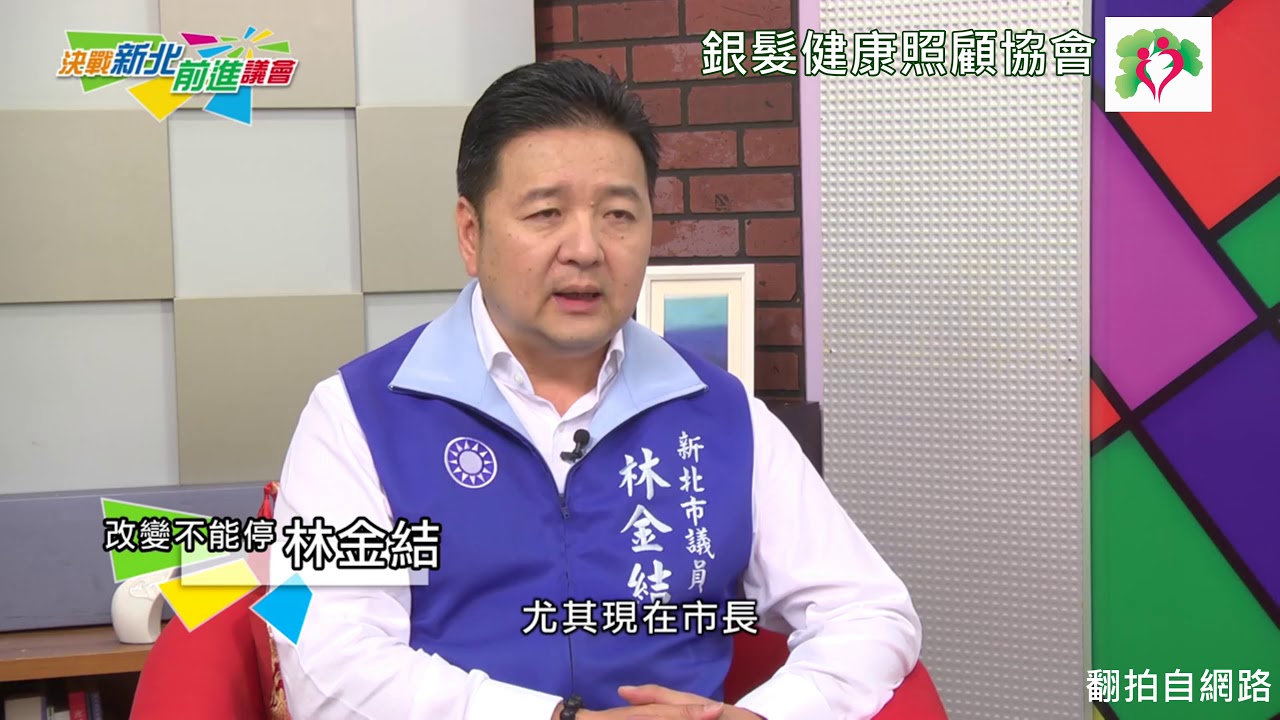 決戰新北前進議會
銀髮健康照顧協會
新北市議員
林金結
改變不能停 林金結
尤其現在市長
翻拍自網路